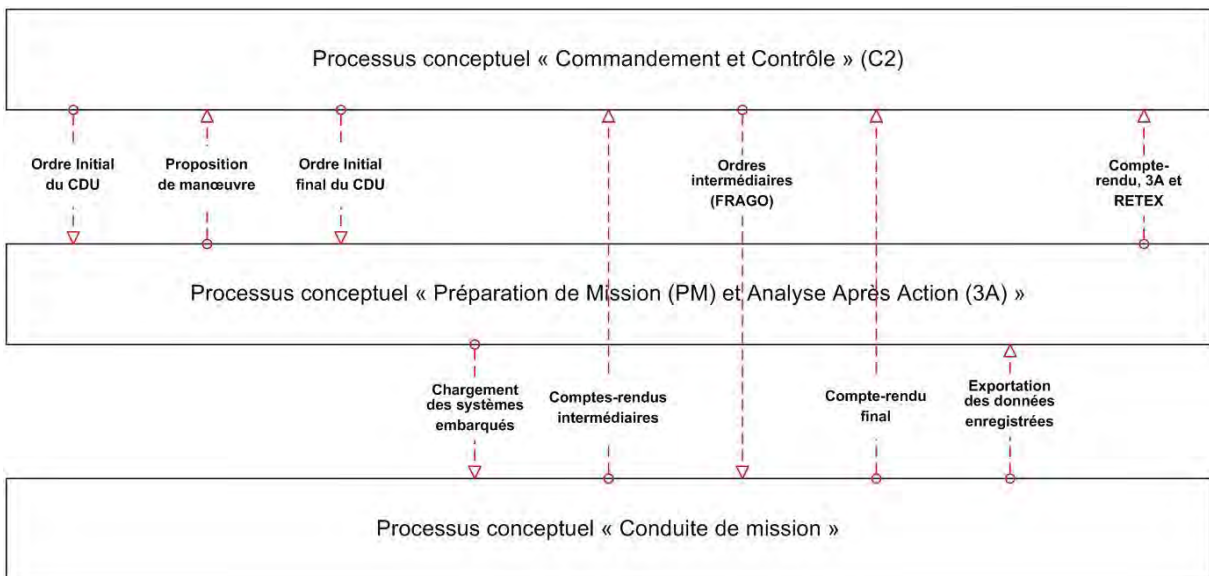 Processus conceptuel « Commandement et Contrôle » (C2)
Ordre Initial
du CDU
Proposition
de manœuvre
Ordre Initial
final du CDU
Ordres
intermédiaires
(FRAGO)
Compte-
rendu, 3A et
RETEX
Processus conceptuel « Préparation de Mission (PM) et Analyse Après Action (3A) »
Chargement
des systèmes
embarqués
Comptes-rendus
intermédiaires
Compte-rendu
final
Exportation
des données
enregistrées
Processus conceptuel « Conduite de mission »